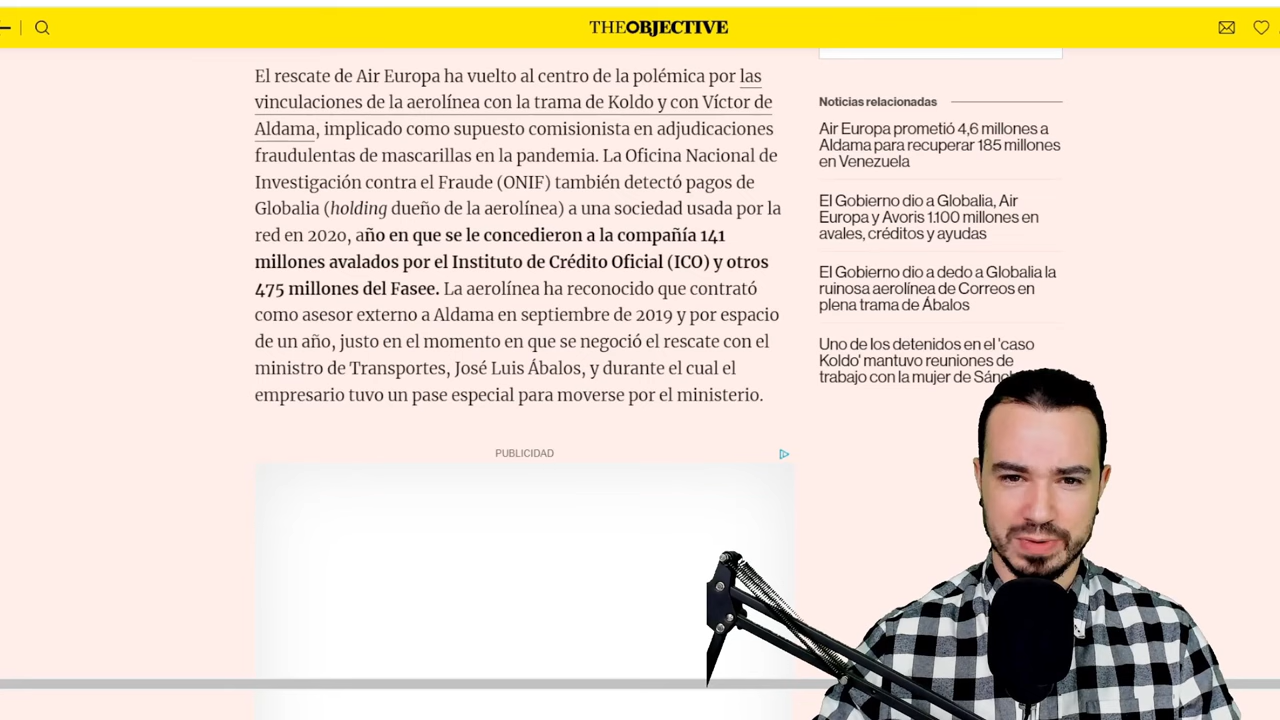 THEOBJECTIVE
El rescate de Air Europa ha vuelto al centro de la polémica por las
vinculaciones de la aerolínea con la trama de Koldo y con Víctor de
Aldama, implicado como supuesto comisionista en adjudicaciones
fraudulentas de mascarillas en la pandemia. La Oficina Nacional de
Investigación contra el Fraude (ONIF) también detectó pagos de
Globalia (holding dueño de la aerolínea) a una sociedad usada por la
red en 2020, año en que se le concedieron a la compañía 141
millones avalados por el Instituto de Crédito Oficial (ICO) y otros
475 millones del Fasee. La aerolínea ha reconocido que contrató
como asesor externo a Aldama en septiembre de 2019 y por espacio
de un año, justo en el momento en que se negoció el rescate con el
ministro de Transportes, José Luis Ábalos, y durante el cual el
empresario tuvo un pase especial para moverse por el ministerio.
PUBLICIDAD
Noticias relacionadas
Air Europa prometió 4,6 millones a
Aldama para recuperar 185 millones
en Venezuela
El Gobierno dio a Globalia, Air
Europa y Avoris 1.100 millones en
avales, créditos y ayudas
El Gobierno dio a dedo a Globalia la
ruinosa aerolínea de Correos en
plena trama de Ábalos
Uno de los detenidos en el 'caso
Koldo' mantuvo reuniones de
trabajo con la mujer de